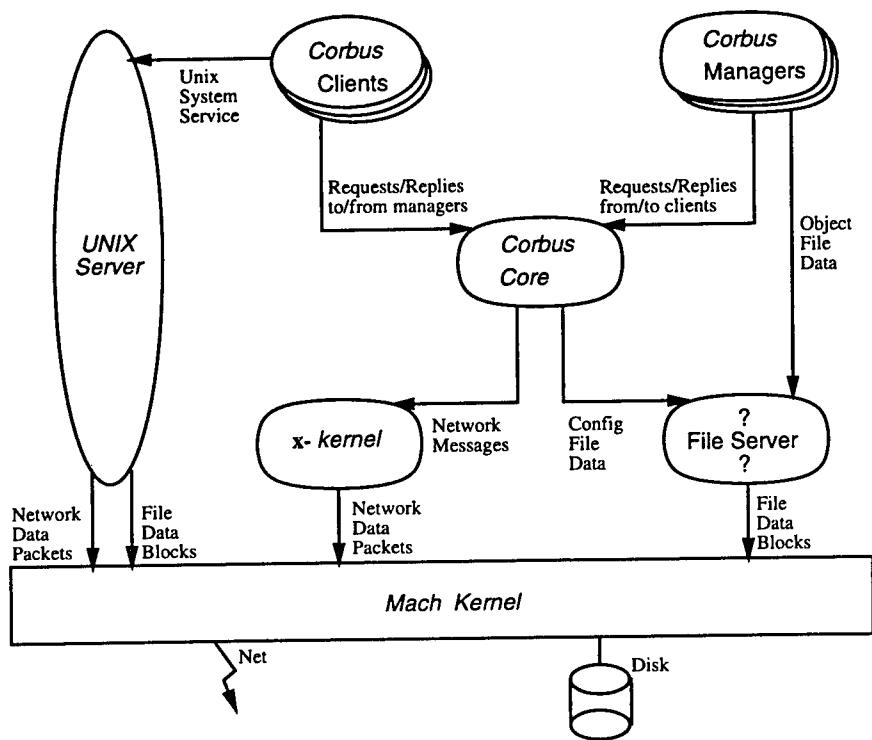 Corbus
Clients
Corbus
Managers
Unix
System
Service
Requests/Replies
to/from managers
Requests/Replies
from/to clients
UNIX
Server
Corbus
Core
Object
File
Data
x- kernel
Network
Messages
Config
File
Data
?
File Server
?
Network
Data
Packets
File
Data
Blocks
Network
Data
Packets
File
Data
Blocks
Mach Kernel
Net
Disk